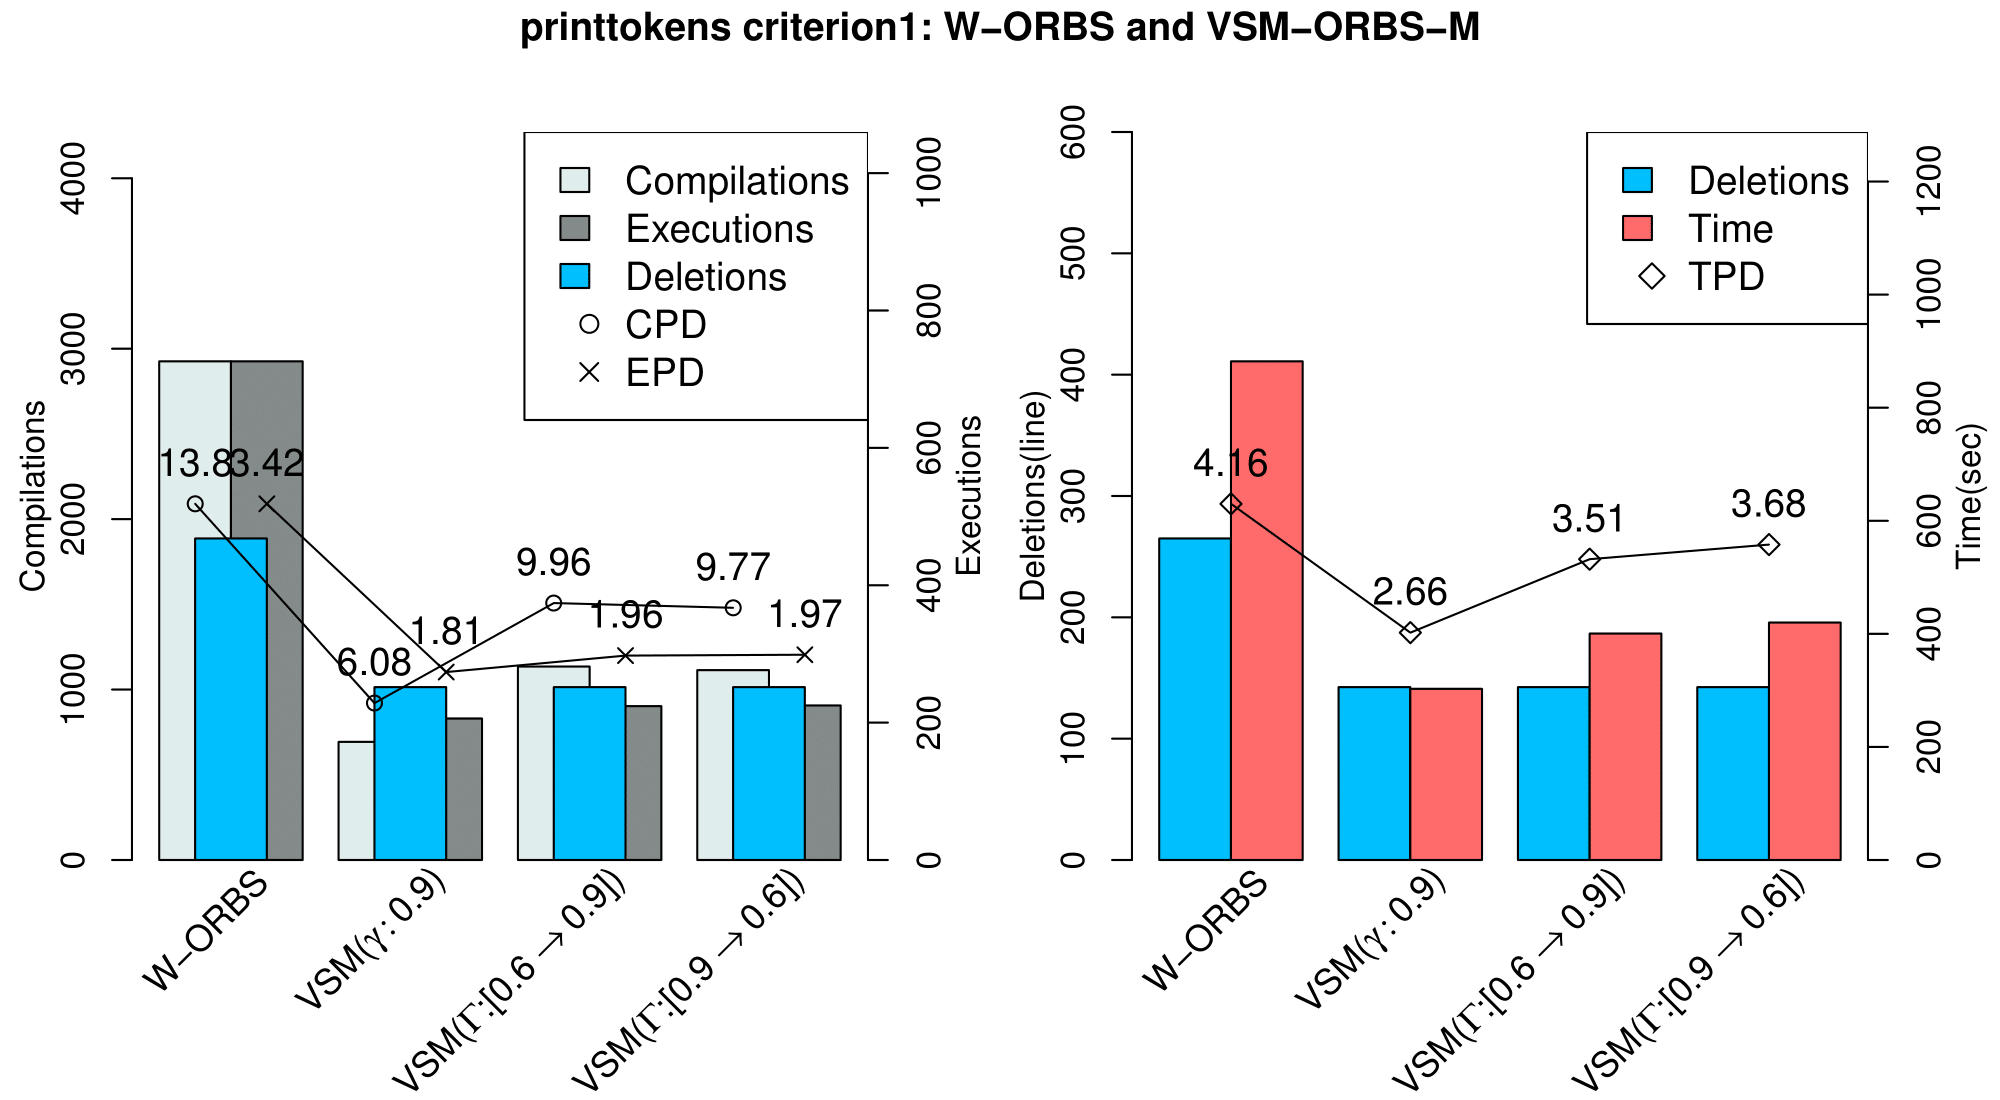 printtokens criterion1: W−ORBS and VSM−ORBS−M
Compilations
0
1000
2000
3000
4000
Compilations
Executions
Deletions
CPD
EPD
13.8
3.42
6.08
1.81
9.96
1.96
9.77
1.97
0
200
400
600
800
1000
Executions
W−ORBS
VSM(γ: 0.9)
VSM(Γ:[0.6 → 0.9])
VSM(Γ:[0.9 → 0.6])
Deletions(line)
0
100
200
300
400
500
600
Deletions
Time
TPD
4.16
2.66
3.51
3.68
0
200
400
600
800
1000
1200
Time(sec)
W−ORBS
VSM(γ: 0.9)
VSM(Γ:[0.6 → 0.9])
VSM(Γ:[0.9 → 0.6])